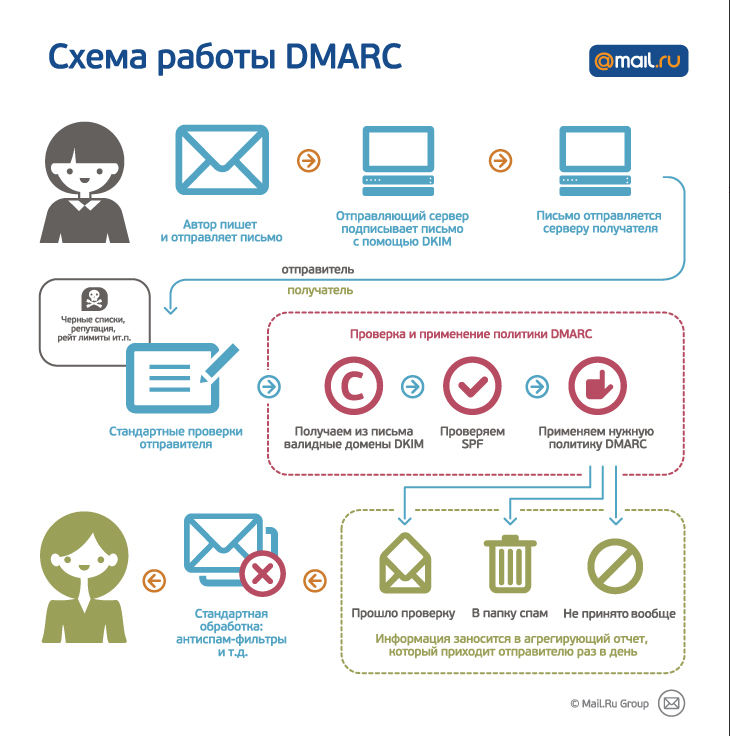 Схема работы DMARC
@mail.ru
Автор пишет
и отправляет письмо
Отправляющий сервер
подписывает письмо
с помощью DKIM
Письмо отправляется
серверу получателя
отправитель
получатель
Черные списки,
репутация,
рейт лимиты ит.п.
Стандартные проверки
отправителя
Проверка и применение политики DMARC
C
Получаем из письма
валидные домены DKIM
Проверяем
SPF
Применяем нужную
политику DMARC
Стандартная
обработка:
антиспам-фильтры
и т.д.
Прошло проверку
В папку спам
Не принято вообще
Информация заносится в агрегирующий отчет,
который приходит отправителю раз в день
© Mail.Ru Group